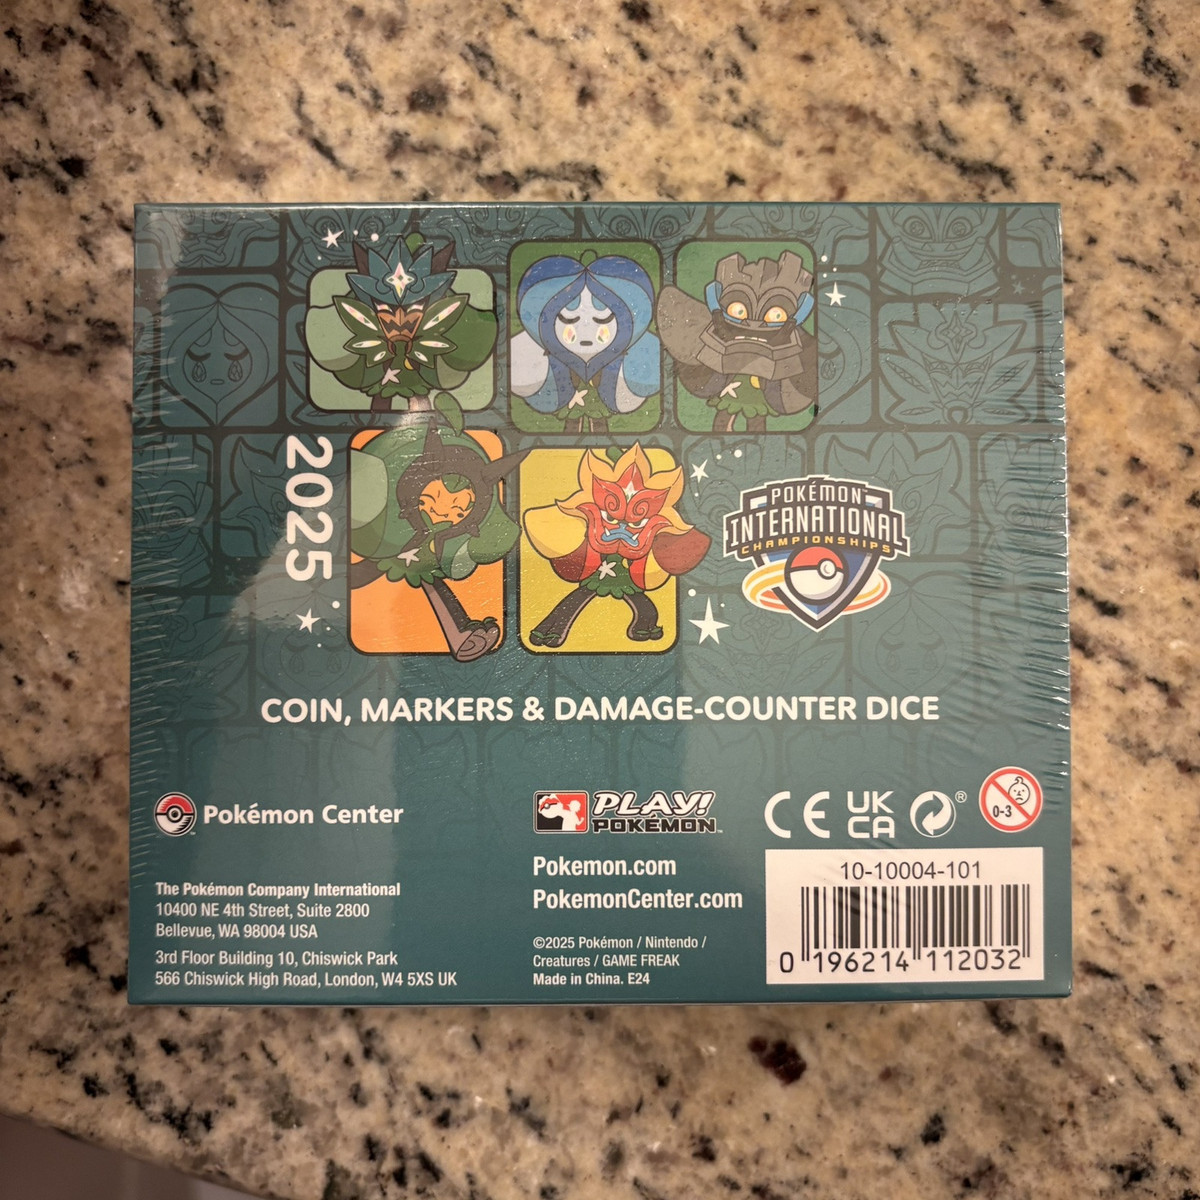 2025
POKÉMON
INTERNATIONAL
CHAMPIONSHIPS
COIN, MARKERS & DAMAGE-COUNTER DICE
Pokémon Center
The Pokémon Company International
10400 NE 4th Street, Suite 2800
Bellevue, WA 98004 USA
3rd Floor Building 10, Chiswick Park
566 Chiswick High Road, London, W4 5XS UK
PLAY!
POKÉMON™
Pokemon.com
PokemonCenter.com
©2025 Pokémon / Nintendo /
Creatures / GAME FREAK
Made in China. E24
CE
UK
CA
®
0-3
10-10004-101
0 196214 112032